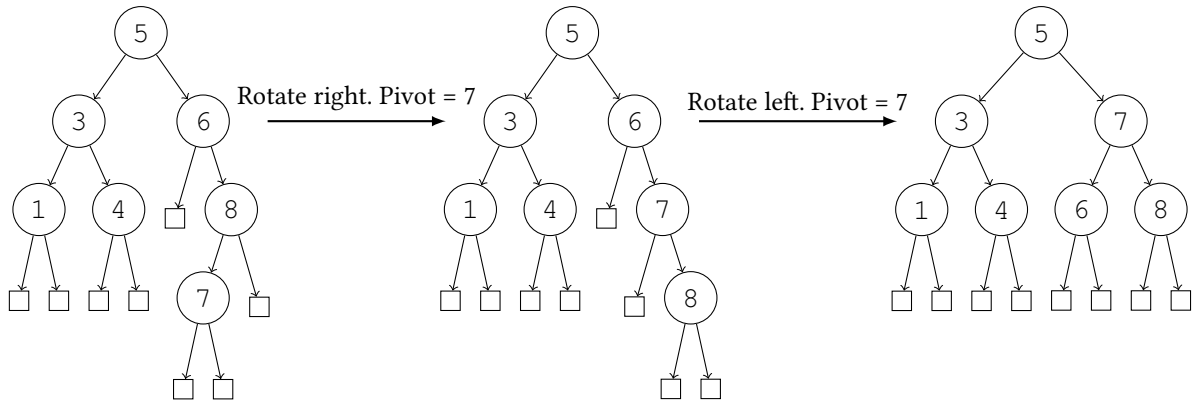 5 5 5
Rotate right. Pivot = 7 Rotate left. Pivot = 7
3 6 3 6 3 7
1 4 8 1 4 7 1 4 6 8
7 8